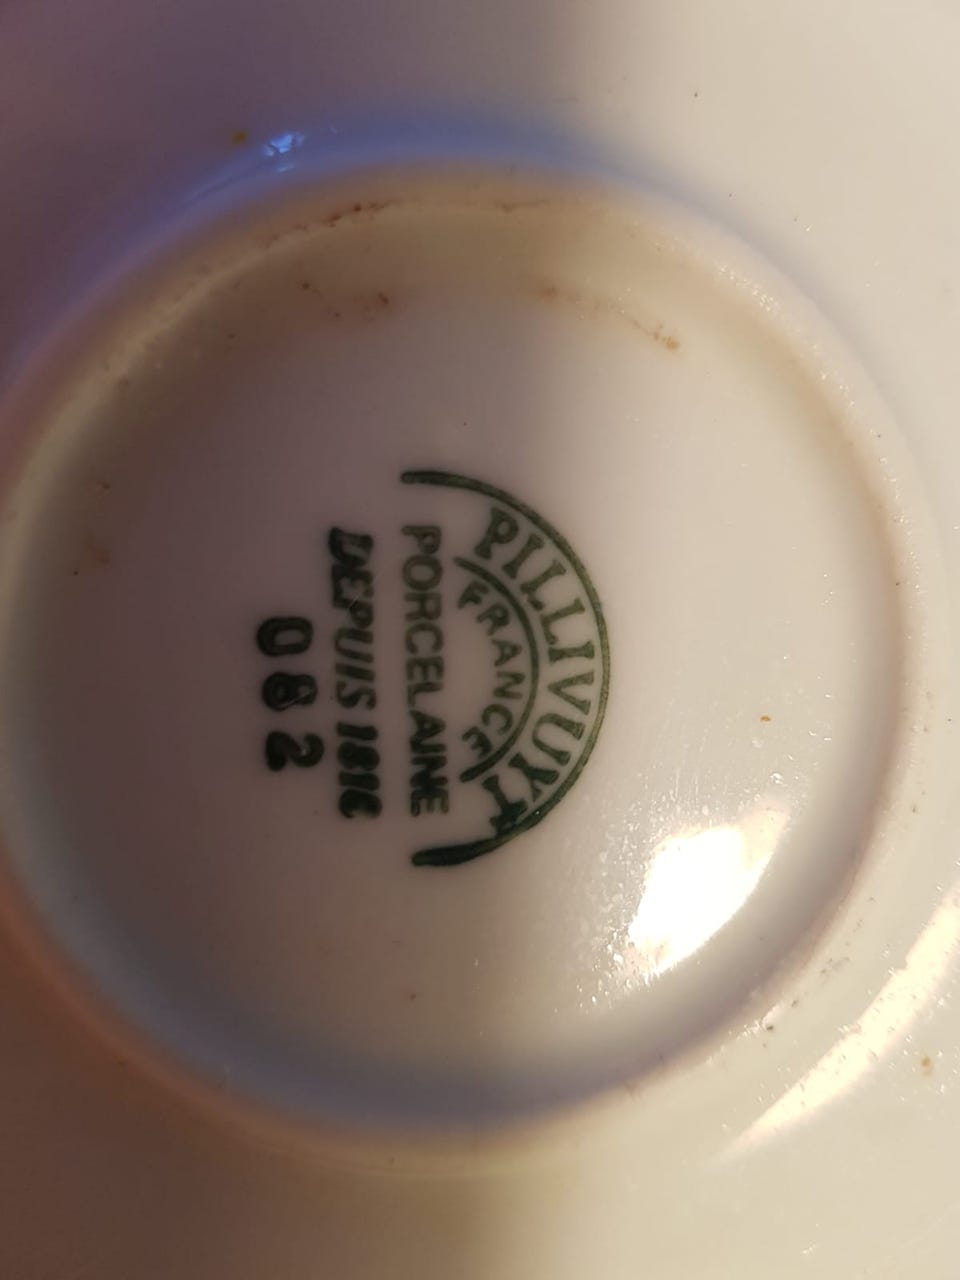 PILLIVUYT
FRANCE
PORCELAINE
DEPUIS 1818
082